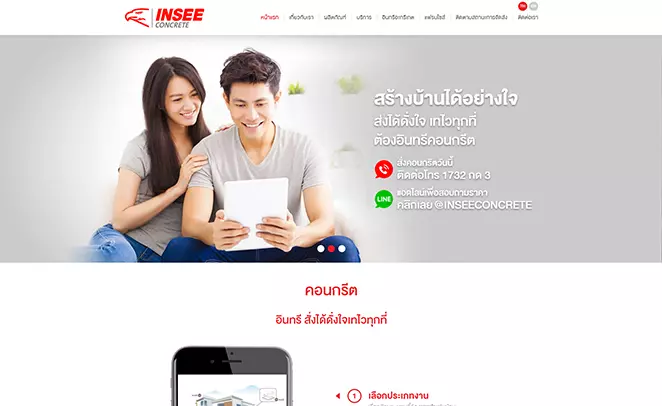 INSEE
CONCRETE
TH
EN
หน้าแรก เกี่ยวกับเรา ผลิตภัณฑ์ บริการ อินทรีอะคาเดมี แฟรนไชส์ ติดตามสถานะการจัดส่ง ติดต่อเรา
สร้างบ้านได้อย่างใจ
ส่งได้ดั่งใจ เทไวทุกที่
ต้องอินทรีคอนกรีต
สั่งคอนกรีตวันนี้
ติดต่อโทร 1732 กด 3
LINE
แอดไลน์เพื่อสอบถามราคา
คลิกเลย @INSEECONCRETE
คอนกรีต
อินทรี สั่งได้ดั่งใจเทไวทุกที่
1 เลือกประเภทงาน